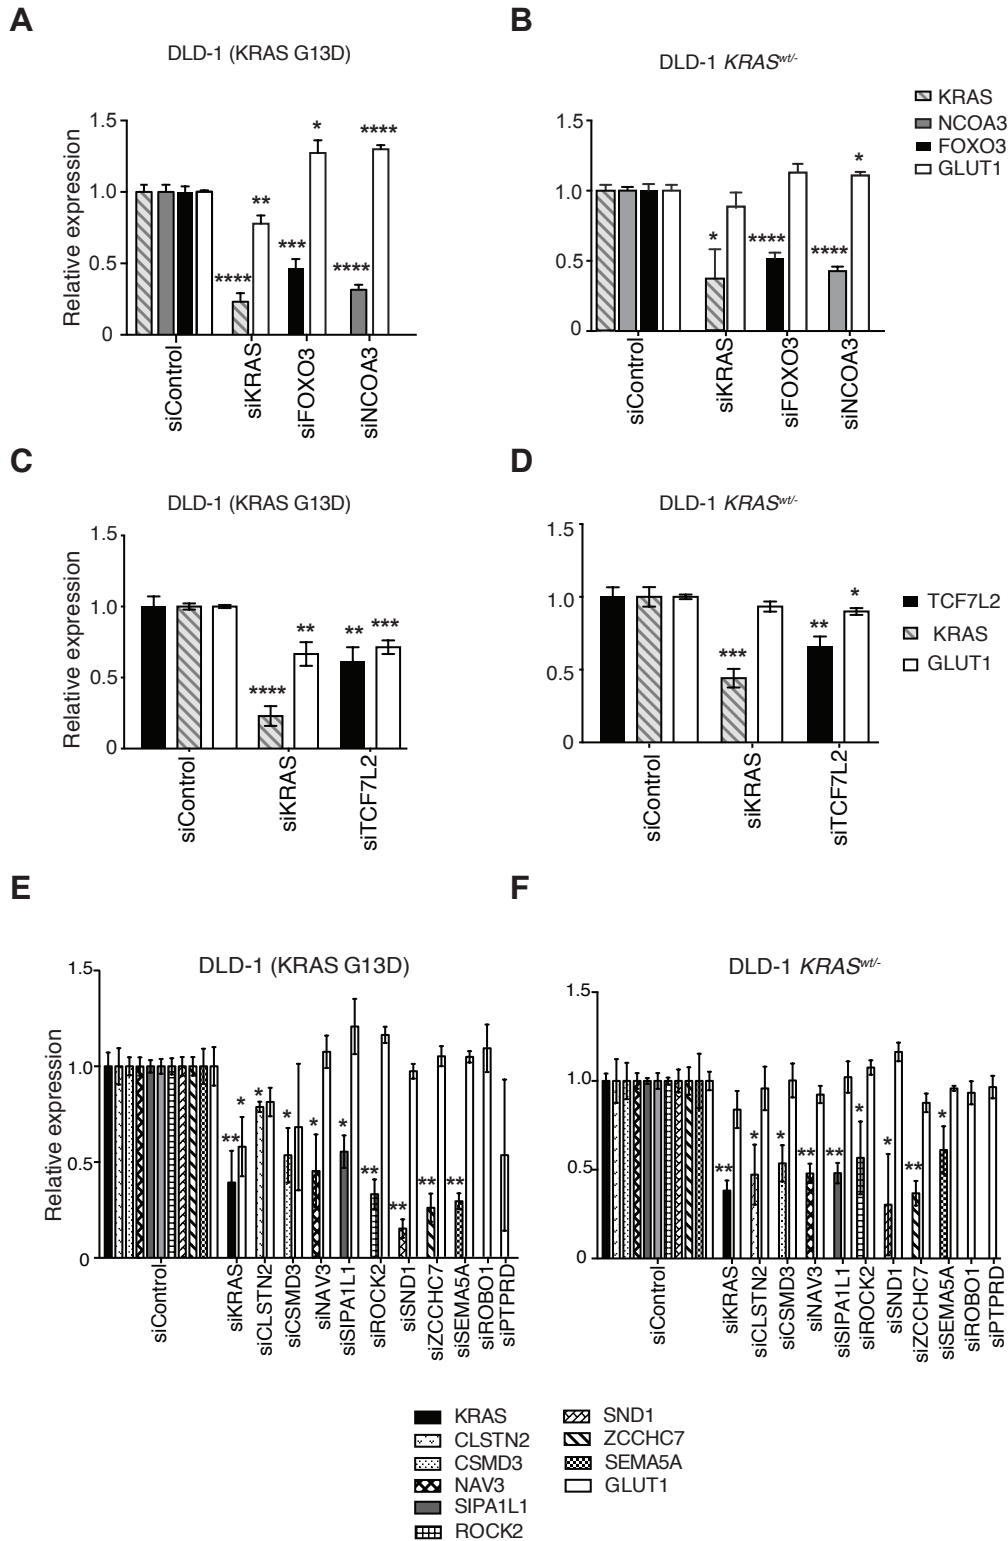 A
DLD-1 (KRAS G13D)
Relative expression
1.5
1.0
0.5
0
****
**
***
*
****
****
siControl
siKRAS
siFOXO3
siNCOA3
B
DLD-1 KRASwt/-
1.5
1.0
0.5
0
*
****
****
*
siControl
siKRAS
siFOXO3
siNCOA3
KRAS
NCOA3
FOXO3
GLUT1
C
DLD-1 (KRAS G13D)
Relative expression
1.5
1.0
0.5
0
****
**
**
***
siControl
siKRAS
siTCF7L2
D
DLD-1 KRASwt/-
1.5
1.0
0.5
0
***
**
*
siControl
siKRAS
siTCF7L2
TCF7L2
KRAS
GLUT1
E
DLD-1 (KRAS G13D)
Relative expression
1.5
1.0
0.5
0
**
*
*
*
*
*
**
**
**
**
siControl
siKRAS
siCLSTN2
siCSMD3
siNAV3
siSIPA1L1
siROCK2
siSND1
siZCCHC7
siSEMA5A
siROBO1
siPTPRD
F
DLD-1 KRASwt/-
1.5
1.0
0.5
0
**
*
*
**
**
*
*
**
*
siControl
siKRAS
siCLSTN2
siCSMD3
siNAV3
siSIPA1L1
siROCK2
siSND1
siZCCHC7
siSEMA5A
siROBO1
siPTPRD
KRAS
CLSTN2
CSMD3
NAV3
SIPA1L1
ROCK2
SND1
ZCCHC7
SEMA5A
GLUT1